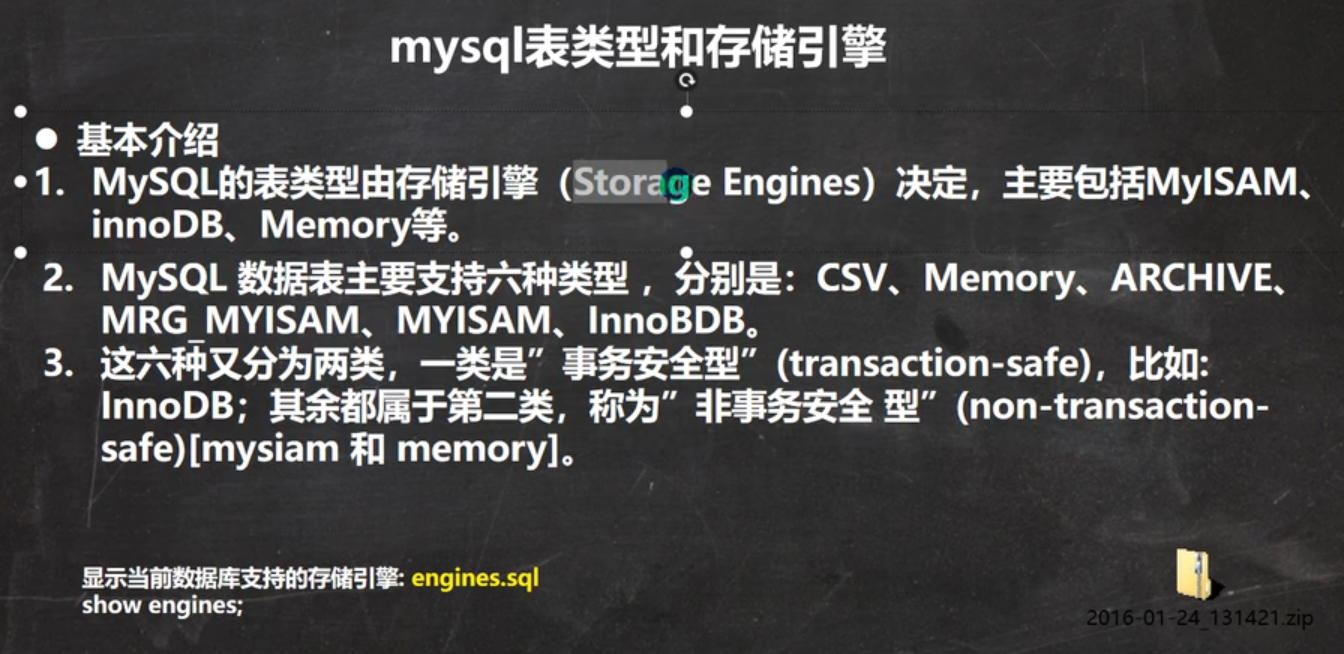 mysql表类型和存储引擎
● 基本介绍
1. MySQL的表类型由存储引擎（Storage Engines）决定，主要包括MyISAM、
innoDB、Memory等。
2. MySQL 数据表主要支持六种类型 ，分别是：CSV、Memory、ARCHIVE、
MRG_MYISAM、MYISAM、InnoBDB。
3. 这六种又分为两类，一类是”事务安全型”(transaction-safe)，比如:
InnoDB；其余都属于第二类，称为”非事务安全 型”(non-transaction-
safe)[mysiam 和 memory]。
显示当前数据库支持的存储引擎: engines.sql
show engines;
2016-01-24_131421.zip